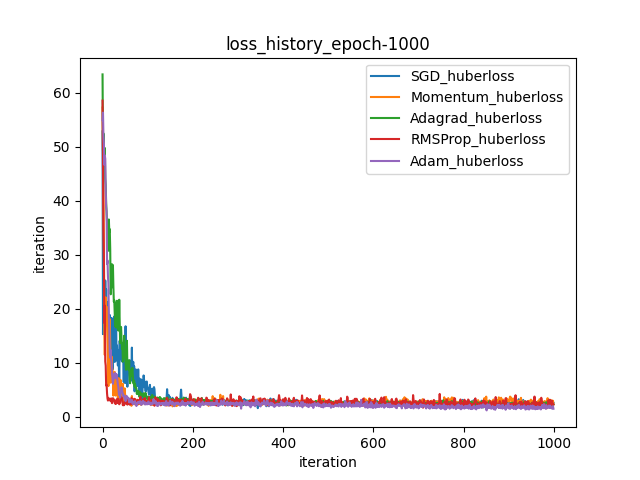 loss_history_epoch-1000
SGD_huberloss
Momentum_huberloss
Adagrad_huberloss
RMSProp_huberloss
Adam_huberloss
60
50
40
30
20
10
0
iteration
0 200 400 600 800 1000
iteration